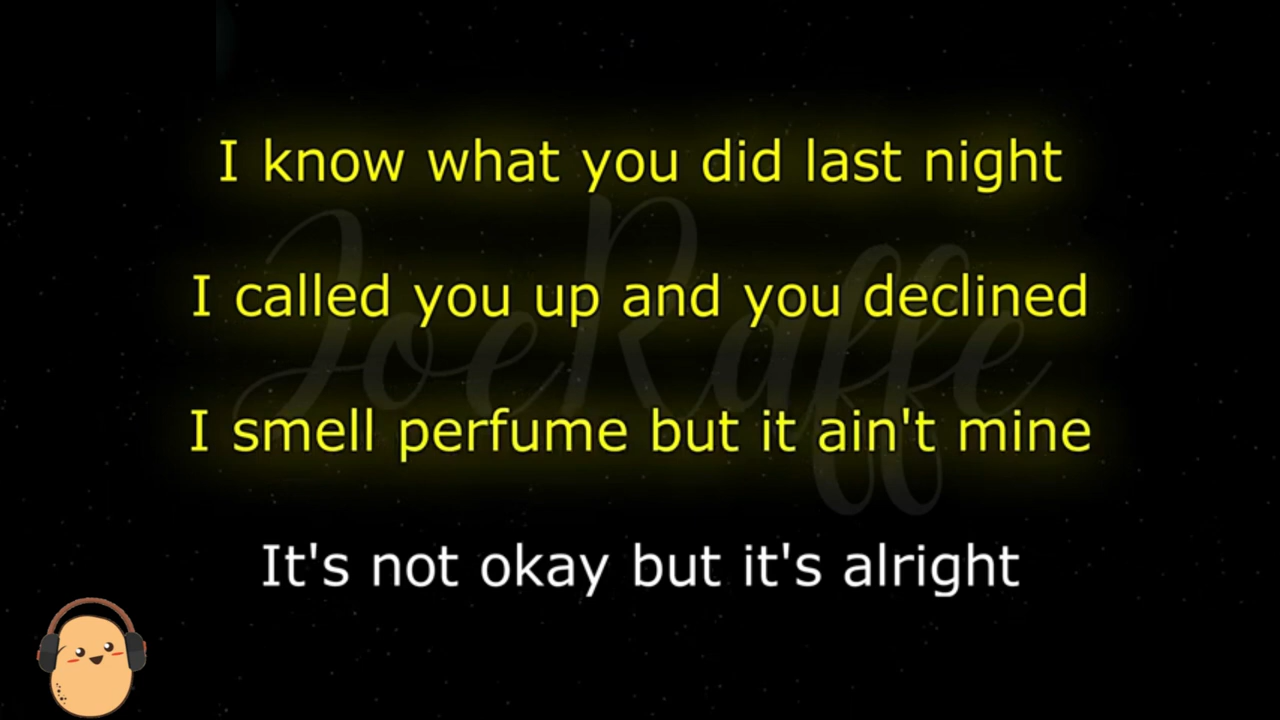 I know what you did last night
I called you up and you declined
JoeRaffe
I smell perfume but it ain't mine
It's not okay but it's alright